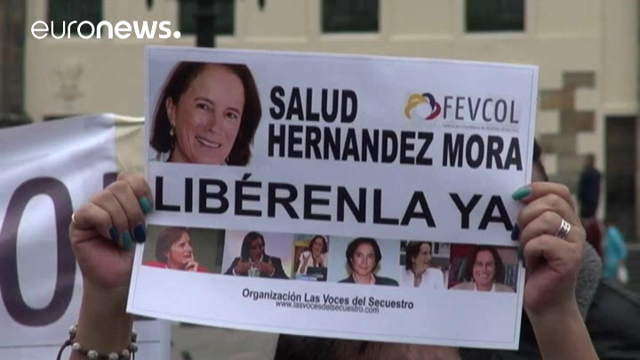 euronews.
SALUD
FEVCOL
HERNANDEZ MORA
LIBÉRENLA YA
Organización Las Voces del Secuestro
www.lasvocesdelsecuestro.com